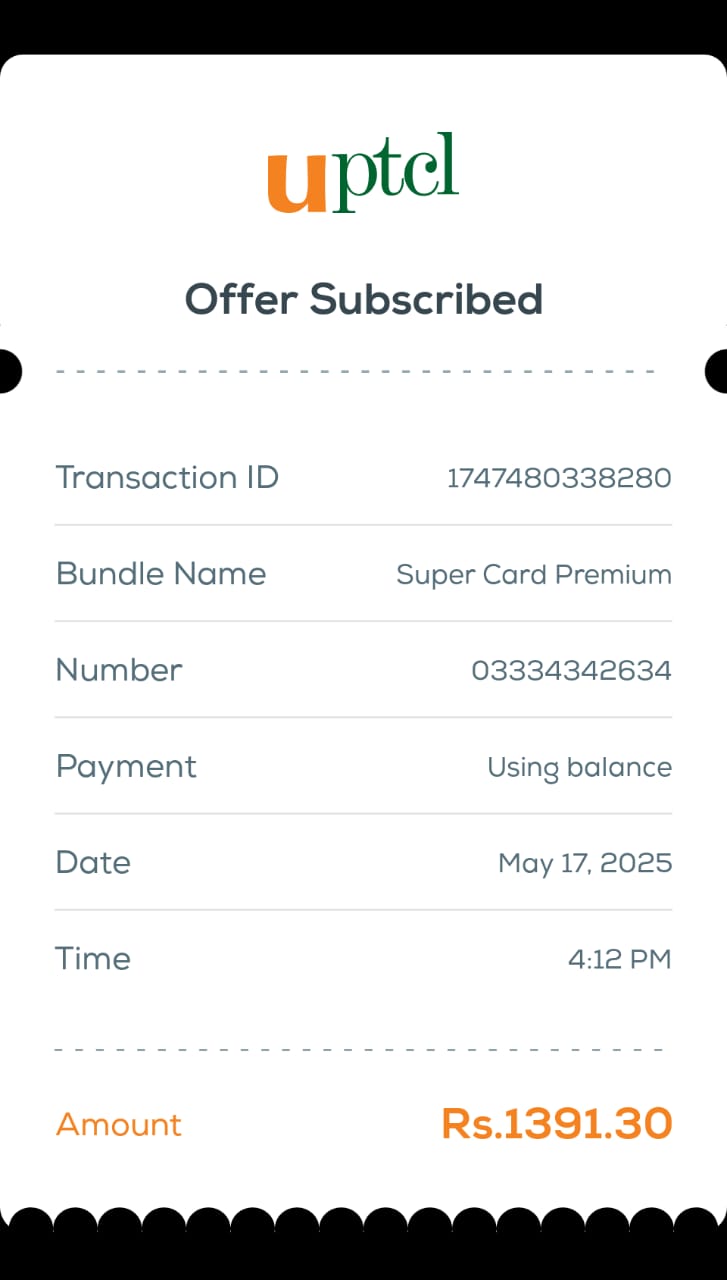 uptcl
Offer Subscribed
Transaction ID 1747480338280
Bundle Name Super Card Premium
Number 03334342634
Payment Using balance
Date May 17, 2025
Time 4:12 PM
Amount Rs.1391.30